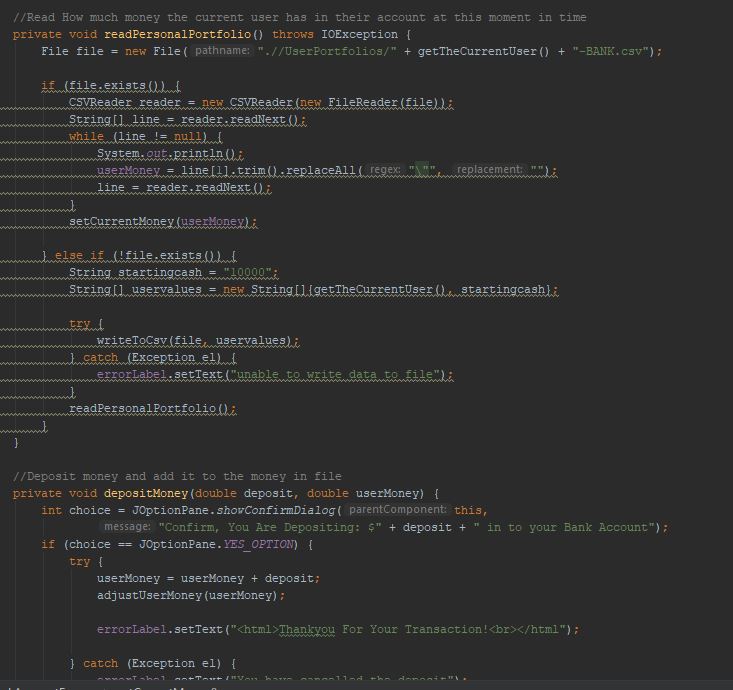 //Read How much money the current user has in their account at this moment in time
private void readPersonalPortfolio() throws IOException {
File file = new File( pathname: ".//UserPortfolios/" + getTheCurrentUser() + "-BANK.csv");
if (file.exists()) {
CSVReader reader = new CSVReader(new FileReader(file));
String[] line = reader.readNext();
while (line != null) {
System.out.println();
userMoney = line[1].trim().replaceAll( regex: "\"", replacement: "");
line = reader.readNext();
}
setCurrentMoney(userMoney);
} else if (!file.exists()) {
String startingcash = "10000";
String[] uservalues = new String[]{getTheCurrentUser(), startingcash};
try {
writeToCsv(file, uservalues);
} catch (Exception el) {
errorLabel.setText("unable to write data to file");
}
readPersonalPortfolio();
}
}
//Deposit money and add it to the money in file
private void depositMoney(double deposit, double userMoney) {
int choice = JOptionPane.showConfirmDialog( parentComponent: this,
message: "Confirm, You Are Depositing: $" + deposit + " in to your Bank Account");
if (choice == JOptionPane.YES_OPTION) {
try {
userMoney = userMoney + deposit;
adjustUserMoney(userMoney);
errorLabel.setText("<html>Thankyou For Your Transaction!<br></html");
} catch (Exception el) {
errorLabel.setText("You have cancelled the deposit");